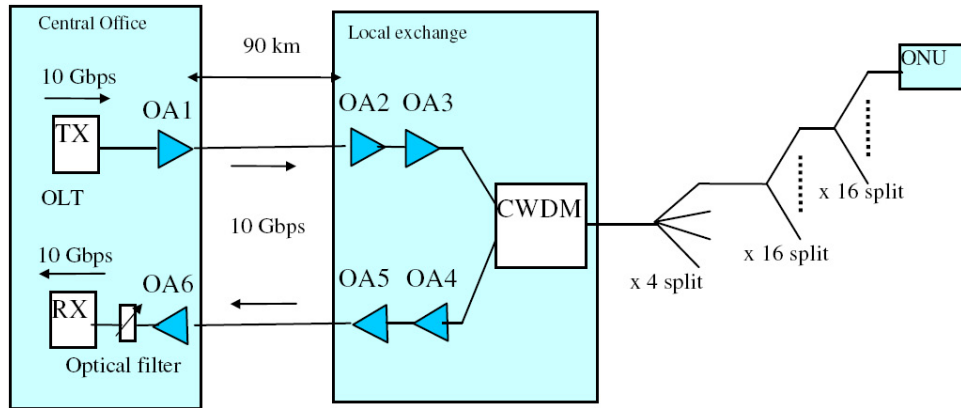 Central Office
10 Gbps
OA1
TX
OLT
10 Gbps
RX
OA6
Optical filter
90 km
10 Gbps
Local exchange
OA2 OA3
CWDM
OA5 OA4
x 4 split
x 16 split
x 16 split
ONU